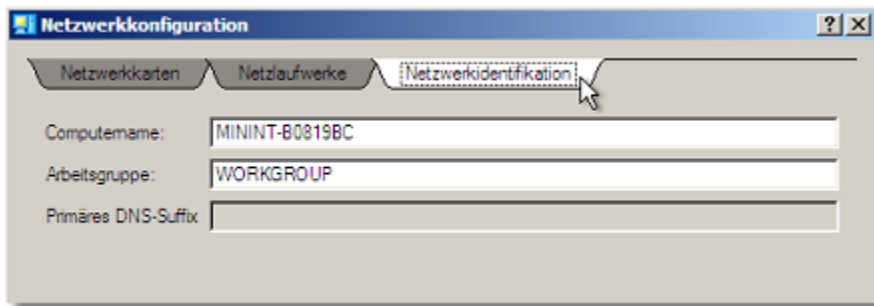 Netzwerkkonfiguration
Netzwerkkarten Netzlaufwerke Netzwerkidentifikation
Computername: MININT-B0819BC
Arbeitsgruppe: WORKGROUP
Primäres DNS-Suffix